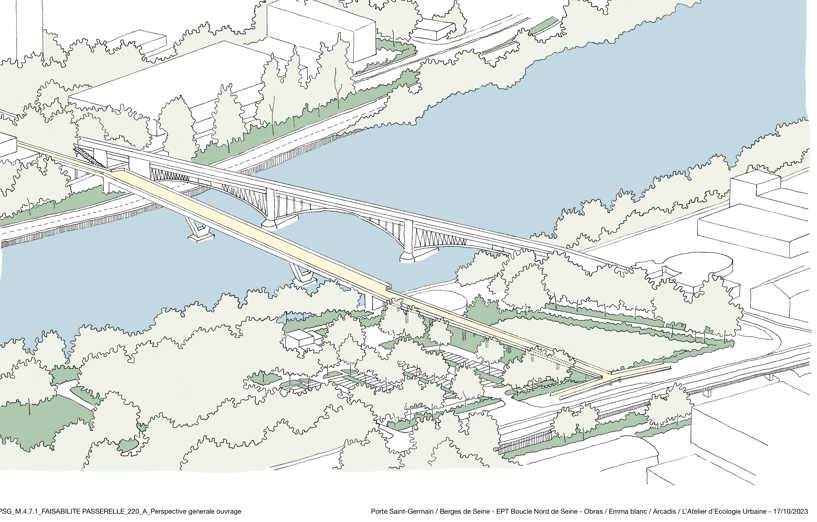 PSG_M.4.7.1_FAISABILITE PASSERELLE_220_A_Perspective generale ouvrage
Porte Saint-Germain / Berges de Seine - EPT Boucle Nord de Seine - Obras / Emma blanc / Arcadis / L'Atelier d'Ecologie Urbaine - 17/10/2023